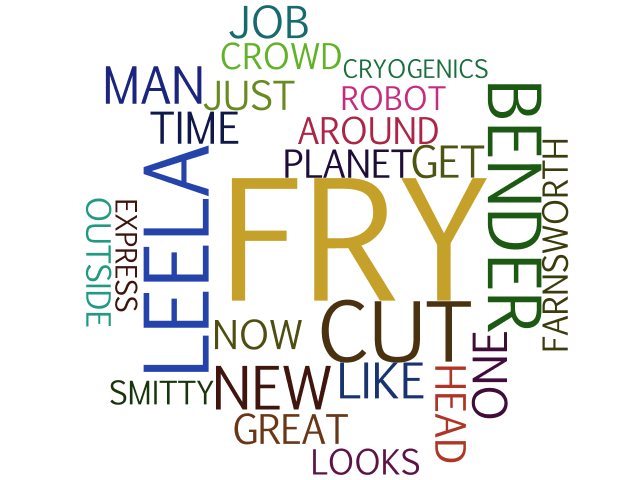 JOB
CROWD
CRYOGENICS
MAN
JUST
ROBOT
TIME
AROUND
PLANET
GET
BENDER
FARNSWORTH
LEELA
FRY
OUTSIDE
EXPRESS
NOW
CUT
ONE
SMITTY
NEW
LIKE
HEAD
GREAT
LOOKS